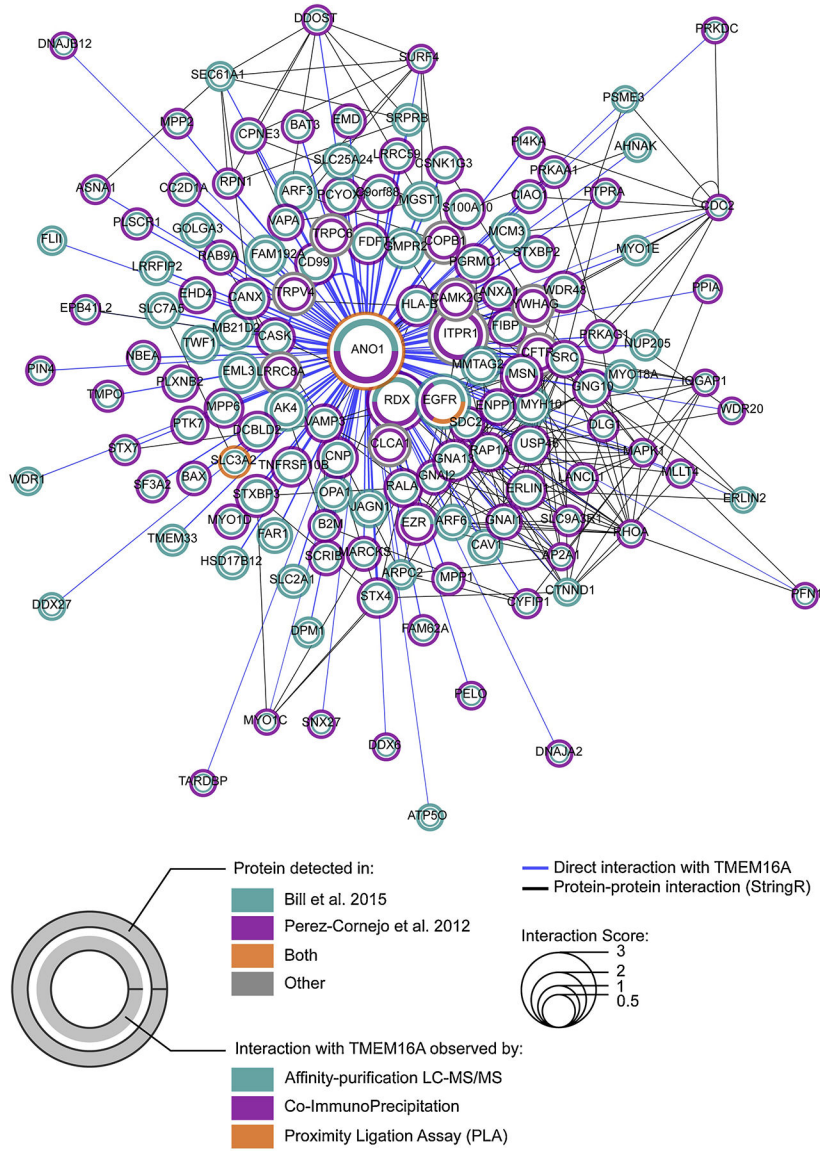 DDOST
DNAJB12
PRKDC
SURF4
SEC61A1
PSME3
MPP2
CPNE3
BAT3
EMD
SRPRB
PI4KA
AHNAK
SLC25A24
LRRC59
CSNK1G3
PRKAA1
ASNA1
CC2D1A
RPN1
ARF3
PCYOX1
C9orf88
MGST1
S100A10
CIAO1
PTPRA
CDC2
PLSCR1
GOLGA3
VAPA
TRPC6
FDFT
GMPR2
COPB1
MCM3
FLII
LRRFIP2
RAB9A
FAM192A
CD99
PGRMC1
STXBP2
MYO1E
EHD4
CANX
TRPV4
HLA-B
CAMK2G
ANXA1
WDR48
PPIA
EPB41L2
SLC7A5
MB21D2
CASK
ITPR1
YWHAG
TFIBP
PRKAG1
NUP205
TWF1
ANO1
CFTR
SRC
NBEA
PIN4
EML3
LRRC8A
MMTAG2
MSN
GNG10
MYO18A
IQGAP1
TMPO
PLXNB2
MPP6
AK4
RDX
EGFR
ENPP1
MYH10
WDR20
PTK7
DCBLD2
VAMP3
SDC2
DLG1
STX7
SLC3A2
CLCA1
GNA13
RAP1A
USP46
MAPK1
WDR1
SF3A2
BAX
TNFRSF10B
CNP
GNAI2
LANCL1
MLLT4
STXBP3
OPA1
RALA
ERLIN1
ERLIN2
MYO1D
B2M
JAGN1
EZR
ARF6
GNAI1
SLC9A3R1
RHOA
TMEM33
FAR1
HSD17B12
SCRIB
MARCKS
CAV1
AP2A1
SLC2A1
ARPC2
MPP1
CTNND1
DDX27
STX4
CYFIP1
PFN1
DPM1
FAM62A
PELO
MYO1C
SNX27
DDX6
DNAJA2
TARDBP
ATP5O
Protein detected in:
Bill et al. 2015
Perez-Cornejo et al. 2012
Both
Other
Direct interaction with TMEM16A
Protein-protein interaction (StringR)
Interaction Score:
3
2
1
0.5
Interaction with TMEM16A observed by:
Affinity-purification LC-MS/MS
Co-ImmunoPrecipitation
Proximity Ligation Assay (PLA)